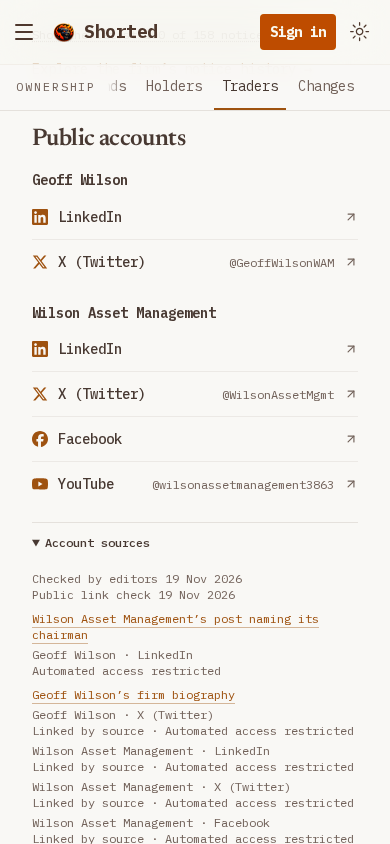 Shorted
Sign in
OWNERSHIP
ds
Holders
Traders
Changes
Public accounts
Geoff Wilson
LinkedIn
X (Twitter)
@GeoffWilsonWAM
Wilson Asset Management
LinkedIn
X (Twitter)
@WilsonAssetMgmt
Facebook
YouTube
@wilsonassetmanagement3863
Account sources
Checked by editors 19 Nov 2026
Public link check 19 Nov 2026
Wilson Asset Management’s post naming its
chairman
Geoff Wilson · LinkedIn
Automated access restricted
Geoff Wilson’s firm biography
Geoff Wilson · X (Twitter)
Linked by source · Automated access restricted
Wilson Asset Management · LinkedIn
Linked by source · Automated access restricted
Wilson Asset Management · X (Twitter)
Linked by source · Automated access restricted
Wilson Asset Management · Facebook
Linked by source · Automated access restricted